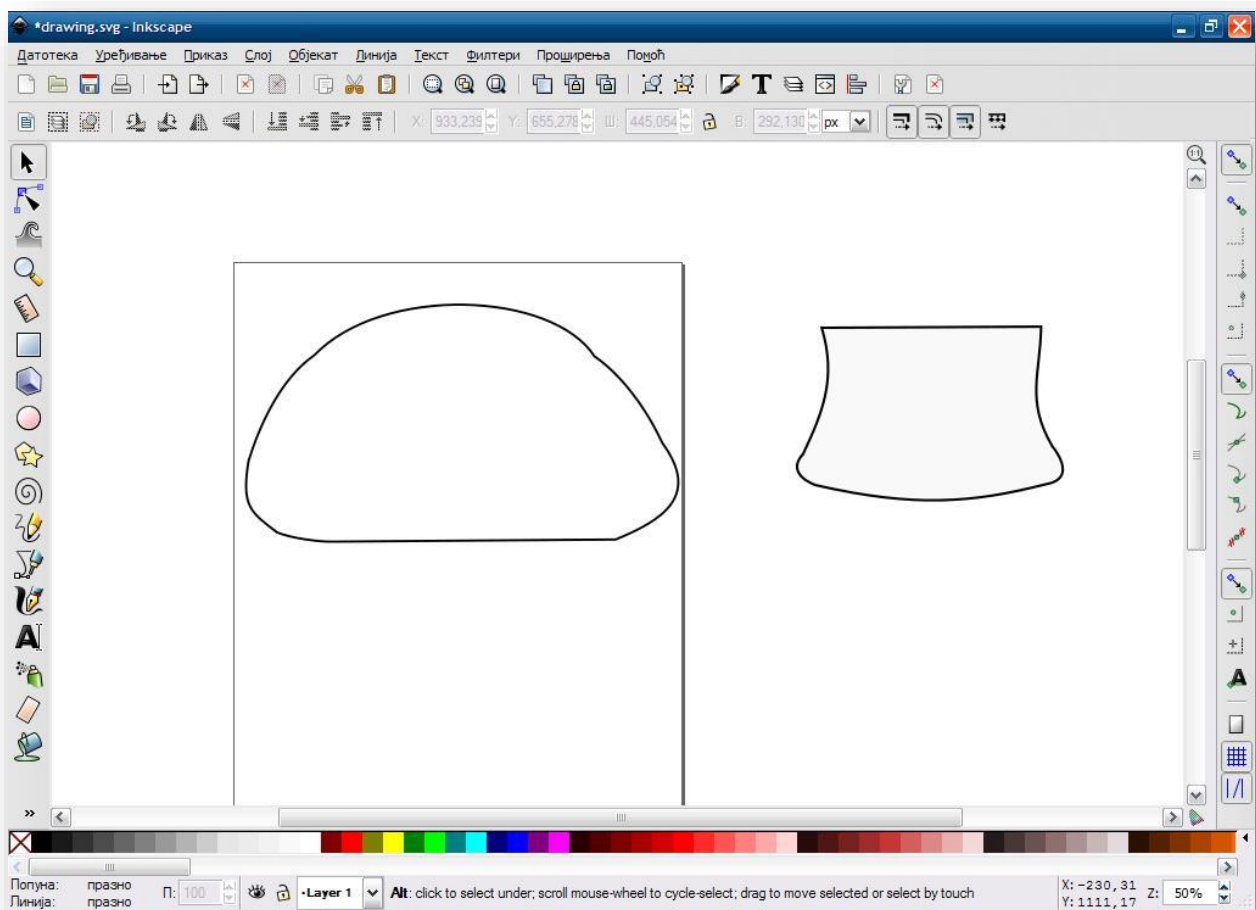 *drawing.svg - Inkscape
Датотека Уређивање Приказ Слој Објекат Линија Текст Филтери Проширења Помоћ
X: 933,239 Y: 655,278 Ш: 445,054 В: 292,130 px
Попуна: празно
Линија: празно
П: 100
•Layer 1
Alt: click to select under; scroll mouse-wheel to cycle-select; drag to move selected or select by touch
X: -230,31
Y: 1111,17
Z: 50%